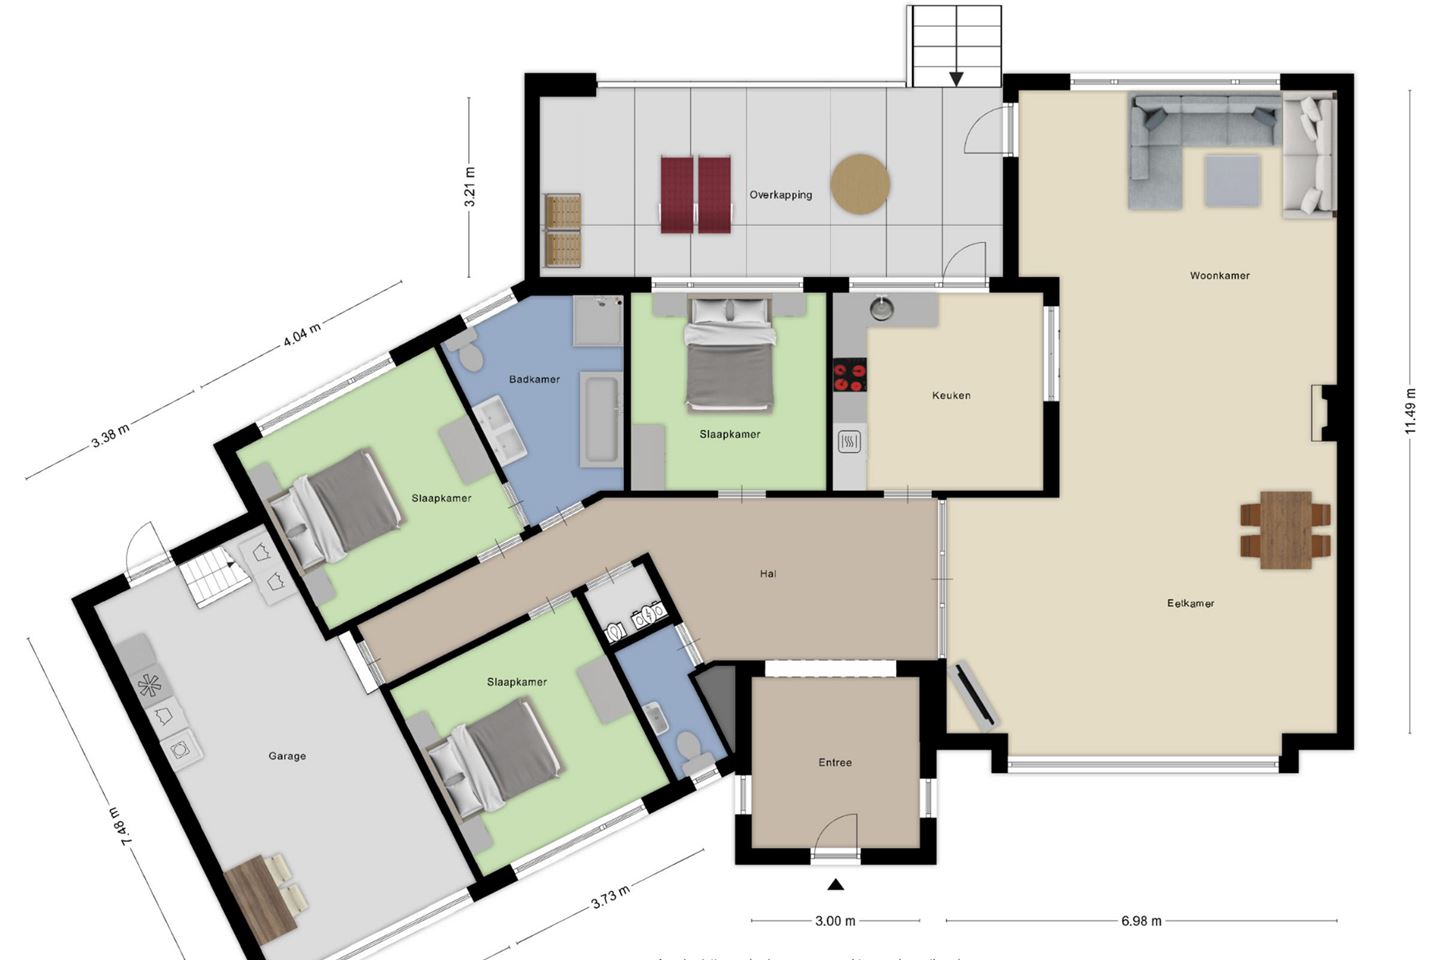 3.21 m
Overkapping
Woonkamer
4.04 m
Badkamer
3.38 m
Keuken
11.49 m
Slaapkamer
Slaapkamer
Hal
Eetkamer
Slaapkamer
Garage
Entree
7.48 m
3.73 m
3.00 m
6.98 m